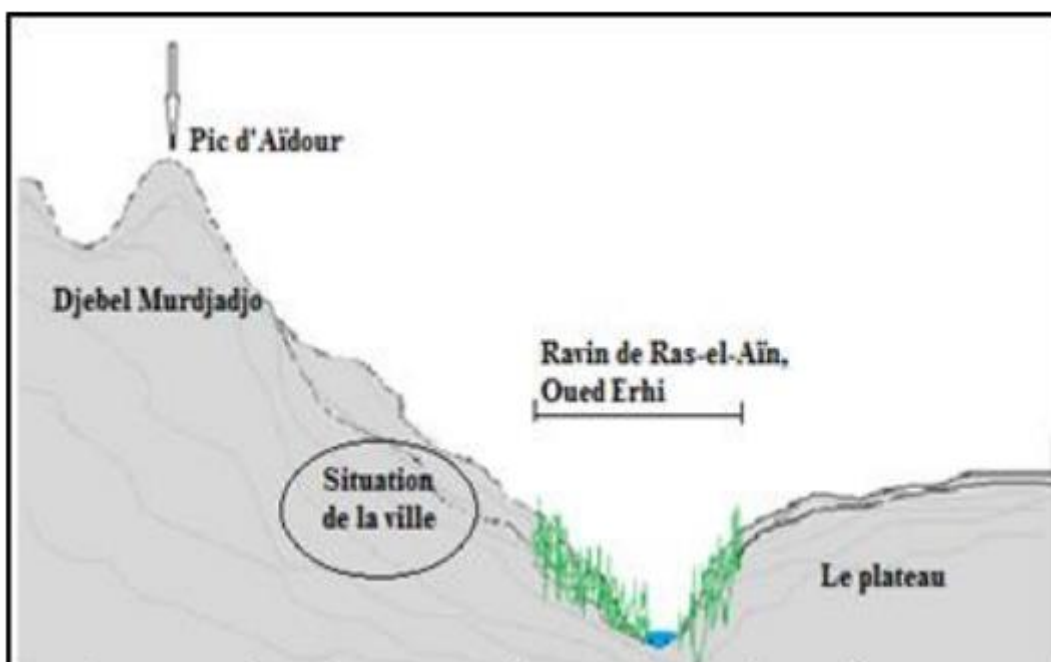 Pic d'Aïdour
Djebel Murdjadjo
Ravin de Ras-el-Aïn,
Oued Erhi
Situation
de la ville
Le plateau